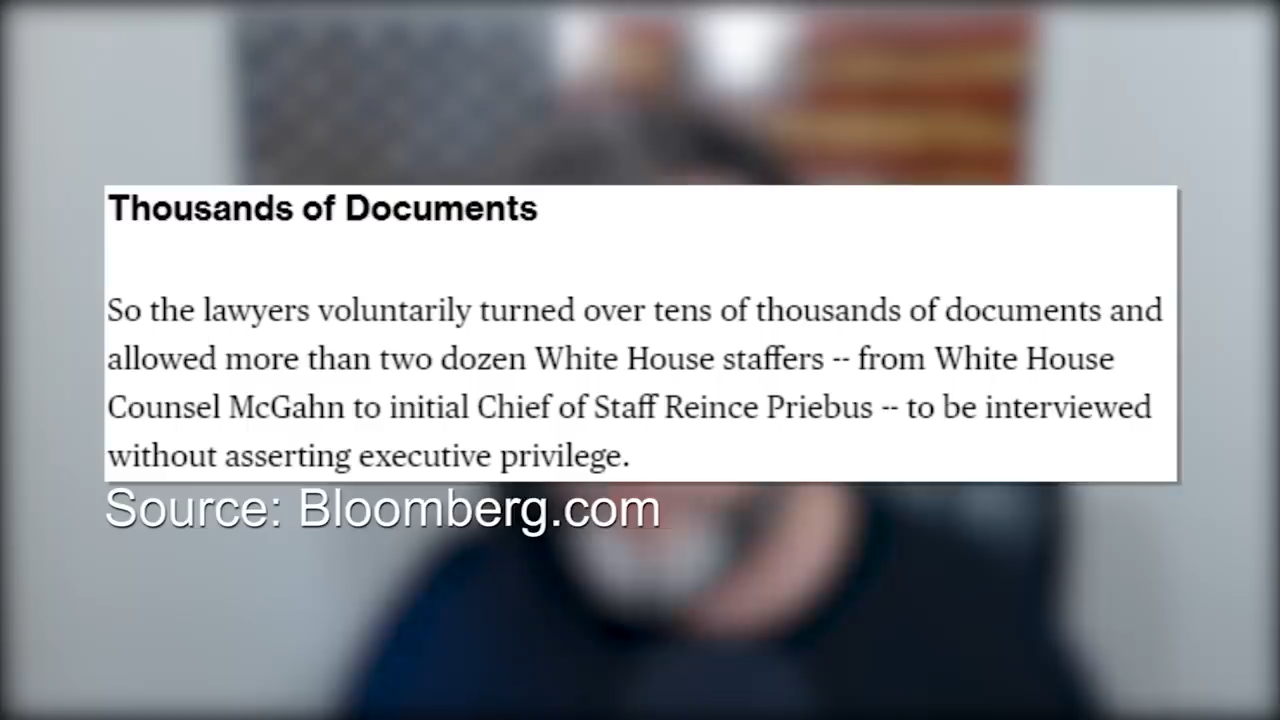 Thousands of Documents
So the lawyers voluntarily turned over tens of thousands of documents and
allowed more than two dozen White House staffers -- from White House
Counsel McGahn to initial Chief of Staff Reince Priebus -- to be interviewed
without asserting executive privilege.
Source: Bloomberg.com